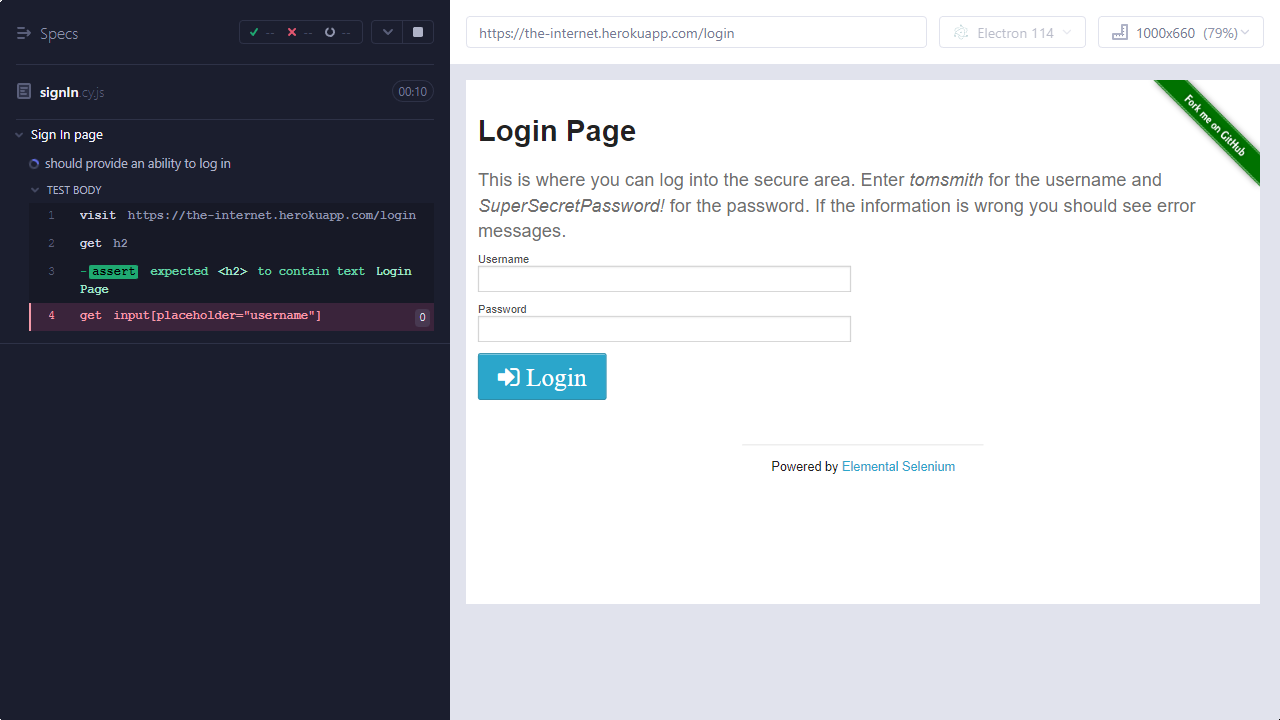 Specs
-- -- --
signIn.cy.js
00:10
Sign In page
should provide an ability to log in
TEST BODY
1 visit https://the-internet.herokuapp.com/login
2 get h2
3 -assert expected <h2> to contain text Login
Page
4 get input[placeholder="username"] 0
https://the-internet.herokuapp.com/login
Electron 114
1000x660 (79%)
Fork me on GitHub
Login Page
This is where you can log into the secure area. Enter tomsmith for the username and
SuperSecretPassword! for the password. If the information is wrong you should see error
messages.
Username
Password
Login
Powered by Elemental Selenium